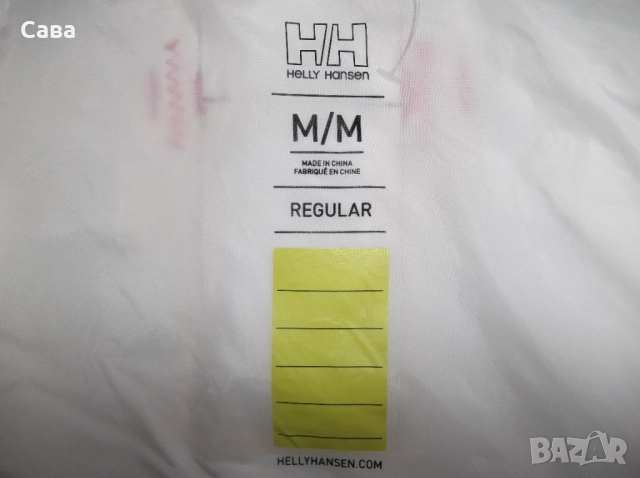 Сава
HH
HELLY HANSEN
M/M
MADE IN CHINA
FABRIQUÉ EN CHINE
REGULAR
HELLYHANSEN.COM
BAZAR